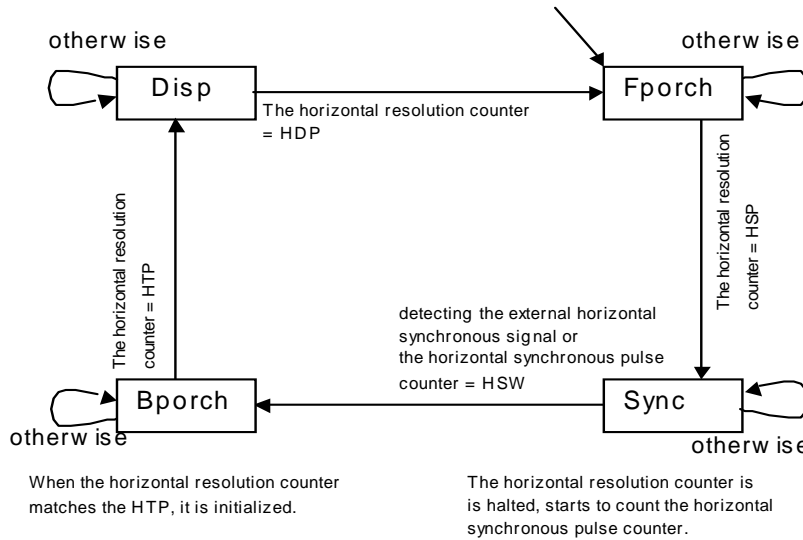 otherw ise
otherw ise
Disp
Fporch
The horizontal resolution counter
= HDP
The horizontal resolution
counter = HTP
The horizontal resolution
counter = HSP
detecting the external horizontal
synchronous signal or
the horizontal synchronous pulse
counter = HSW
Bporch
Sync
otherw ise
otherw ise
When the horizontal resolution counter
matches the HTP, it is initialized.
The horizontal resolution counter is
is halted, starts to count the horizontal
synchronous pulse counter.